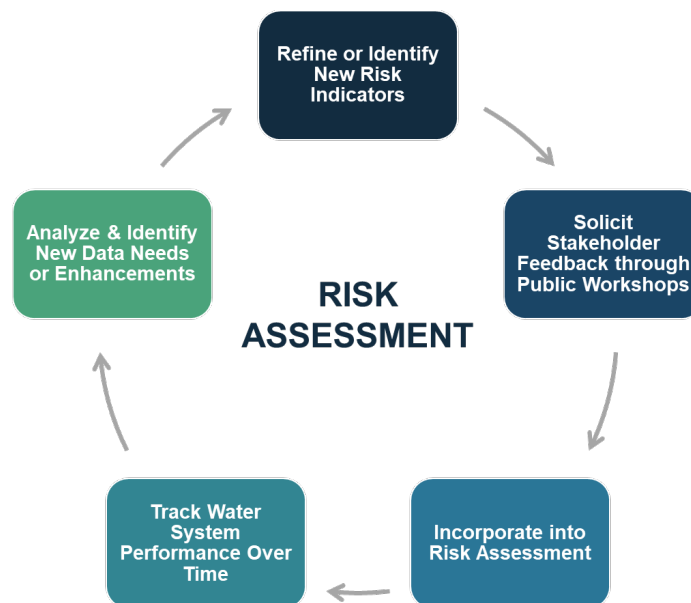 Refine or Identify
New Risk
Indicators
Solicit
Stakeholder
Feedback through
Public Workshops
Analyze & Identify
New Data Needs
or Enhancements
RISK
ASSESSMENT
Track Water
System
Performance Over
Time
Incorporate into
Risk Assessment